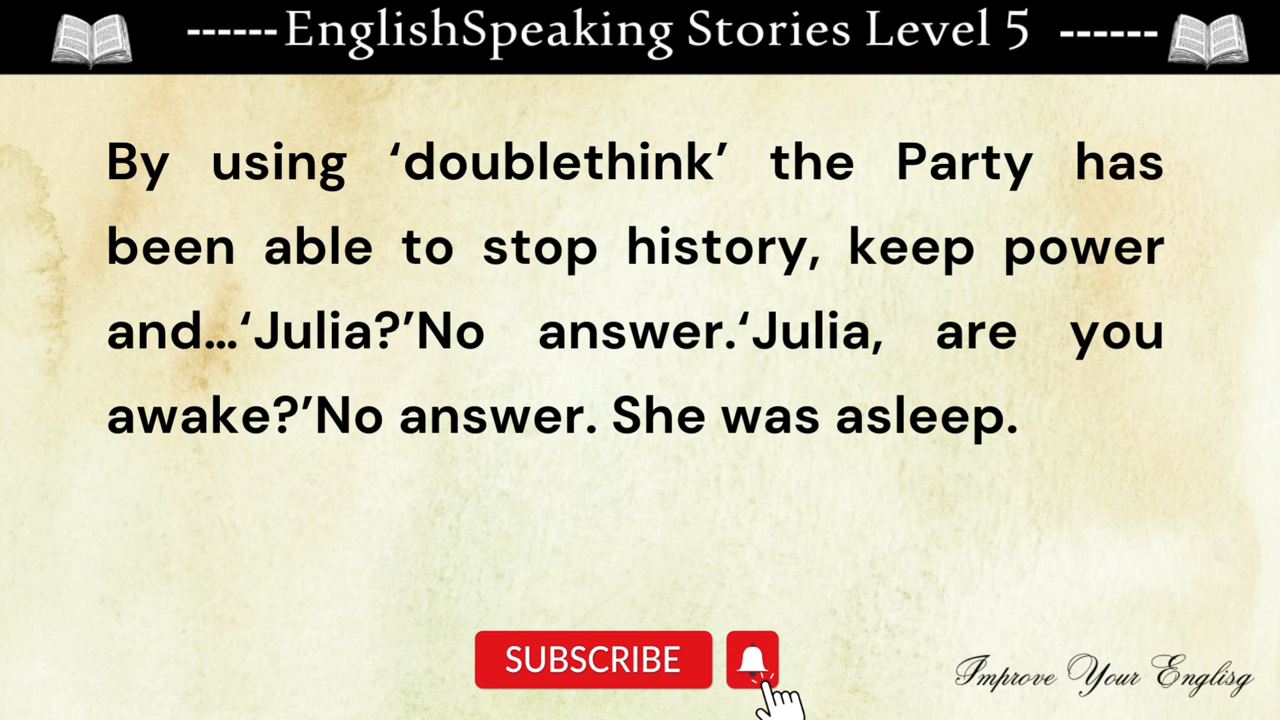 ------EnglishSpeaking Stories Level 5 ------
By using ‘doublethink’ the Party has
been able to stop history, keep power
and...‘Julia?’No answer.‘Julia, are you
awake?’No answer. She was asleep.
SUBSCRIBE
Improve Your Englisg